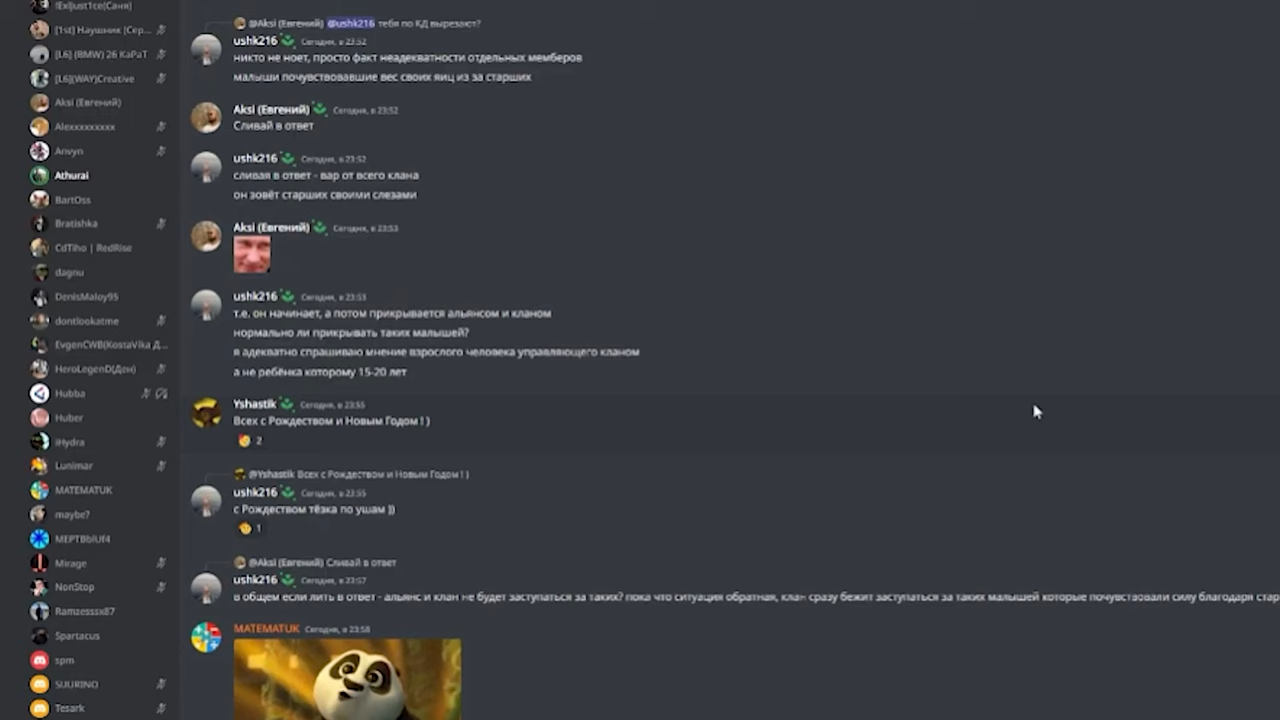 !ExiJust1ce(Саня)
[1st] Наушник [Сер...
[L6] (BMW) 26 KaPaT
[L6](WAY)Creative
Aksi (Евгений)
Alexxxxxxxxx
Anvyn
Athurai
BartOss
Bratishka
CdTiho | RedRise
dagnu
DenisMaloy95
dontlookatme
EvgenCWB(KostaVika Д...
HeroLegenD(Ден)
Hubba
Huber
iHydra
Lunimar
MATEMATUK
maybe?
MEPTBbIUf4
Mirage
NonStop
Ramzesssx87
Spartacus
spm
SUURINO
Tesark
@Aksi (Евгений) @ushk216 тебя по КД вырезают?
ushk216 Сегодня, в 23:52
никто не ноет, просто факт неадекватности отдельных мемберов
малыши почувствовавшие вес своих яиц из за старших
Aksi (Евгений) Сегодня, в 23:52
Сливай в ответ
ushk216 Сегодня, в 23:52
сливая в ответ - вар от всего клана
он зовёт старших своими слезами
Aksi (Евгений) Сегодня, в 23:53
ushk216 Сегодня, в 23:53
т.е. он начинает, а потом прикрывается альянсом и кланом
нормально ли прикрывать таких малышей?
я адекватно спрашиваю мнение взрослого человека управляющего кланом
а не ребёнка которому 15-20 лет
Yshastik Сегодня, в 23:55
Всех с Рождеством и Новым Годом ! )
2
@Yshastik Всех с Рождеством и Новым Годом ! )
ushk216 Сегодня, в 23:55
с Рождеством тёзка по ушам ))
1
@Aksi (Евгений) Сливай в ответ
ushk216 Сегодня, в 23:57
в общем если лить в ответ - альянс и клан не будет заступаться за таких? пока что ситуация обратная, клан сразу бежит заступаться за таких малышей которые почувствовали силу благодаря стар
MATEMATUK Сегодня, в 23:58